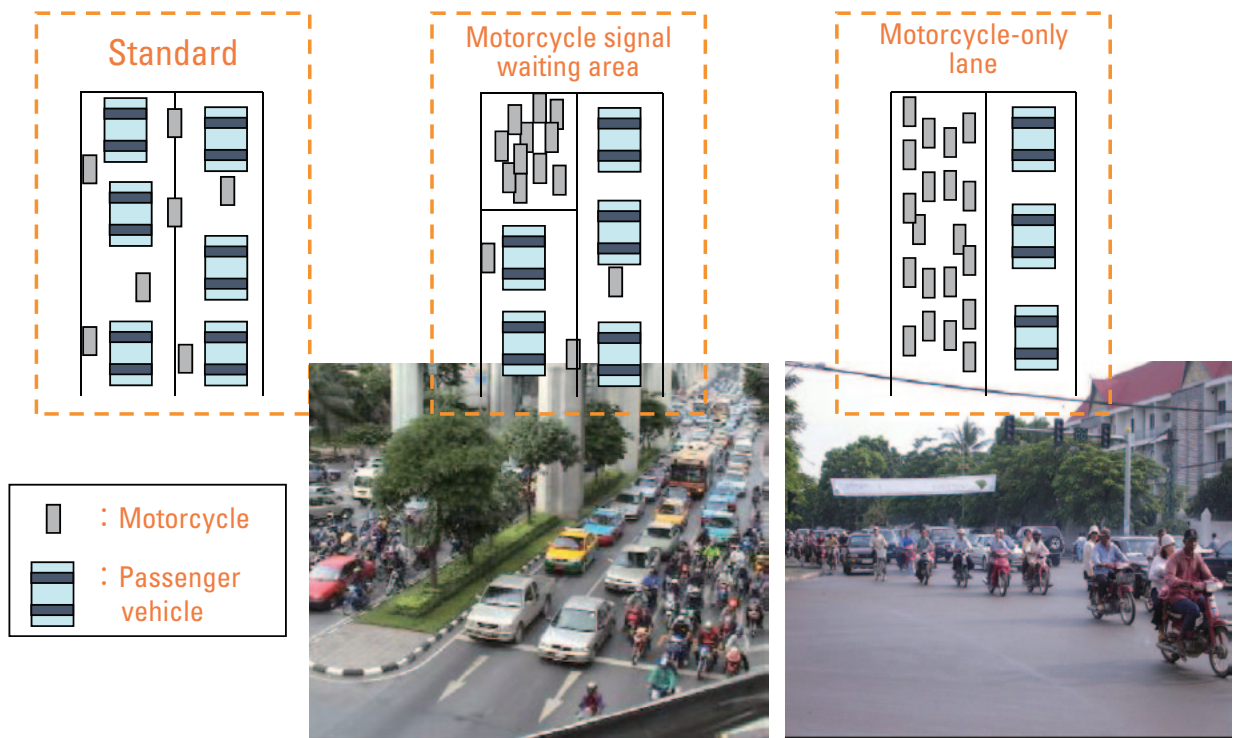 Standard
Motorcycle signal
waiting area
Motorcycle-only
lane
: Motorcycle
: Passenger
vehicle